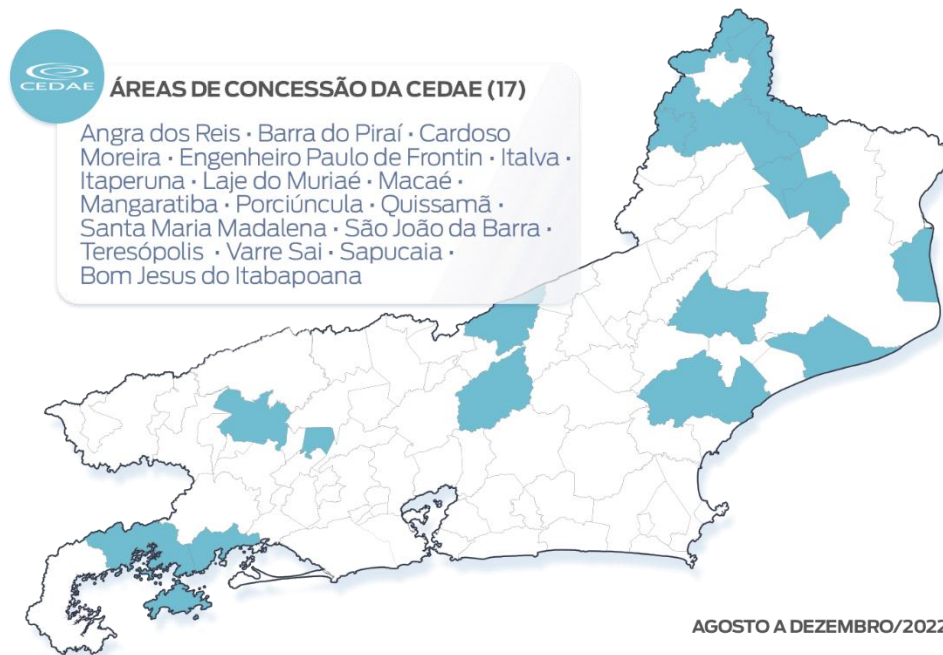 CEDAE
ÁREAS DE CONCESSÃO DA CEDAE (17)
Angra dos Reis · Barra do Piraí · Cardoso
Moreira · Engenheiro Paulo de Frontin · Italva ·
Itaperuna · Laje do Muriaé · Macaé ·
Mangaratiba · Porciúncula · Quissamã ·
Santa Maria Madalena · São João da Barra ·
Teresópolis · Varre Sai · Sapucaia ·
Bom Jesus do Itabapoana
AGOSTO A DEZEMBRO/2022